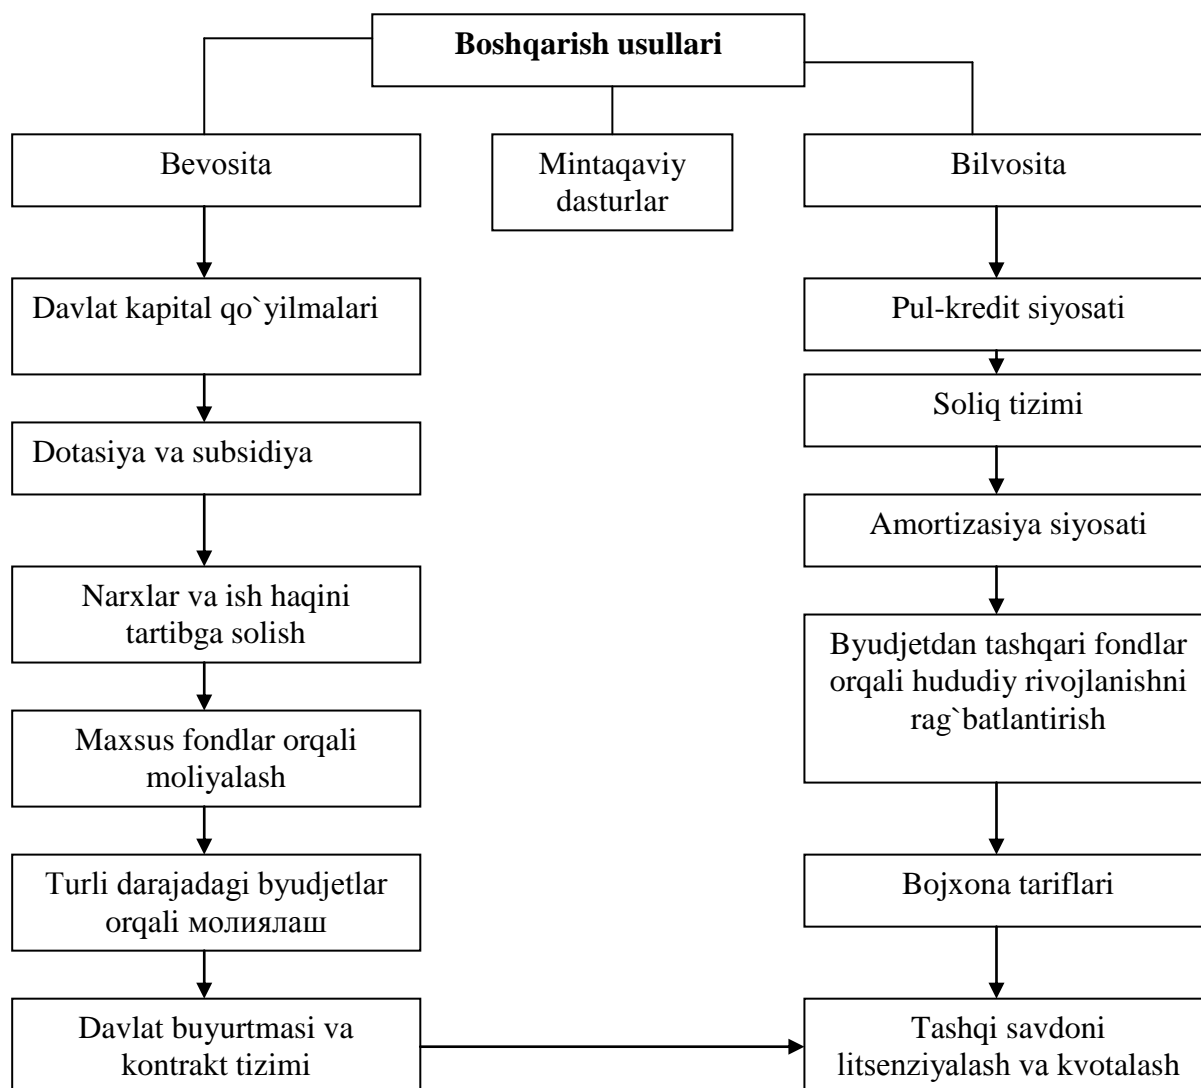 Boshqarish usullari
Bevosita
Mintaqaviy
dasturlar
Bilvosita
Davlat kapital qo`yilmalari
Dotasiya va subsidiya
Narxlar va ish haqini
tartibga solish
Maxsus fondlar orqali
moliyalash
Turli darajadagi byudjetlar
orqali молиялаш
Davlat buyurtmasi va
kontrakt tizimi
Pul-kredit siyosati
Soliq tizimi
Amortizasiya siyosati
Byudjetdan tashqari fondlar
orqali hududiy rivojlanishni
rag`batlantirish
Bojxona tariflari
Tashqi savdoni
litsenziyalash va kvotalash